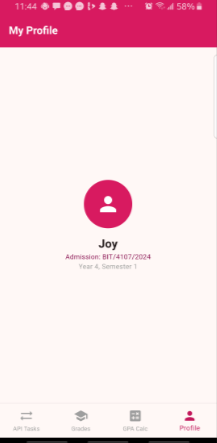 11:44 58%
My Profile
Joy
Admission: BIT/4107/2024
Year 4, Semester 1
API Tasks Grades GPA Calc Profile